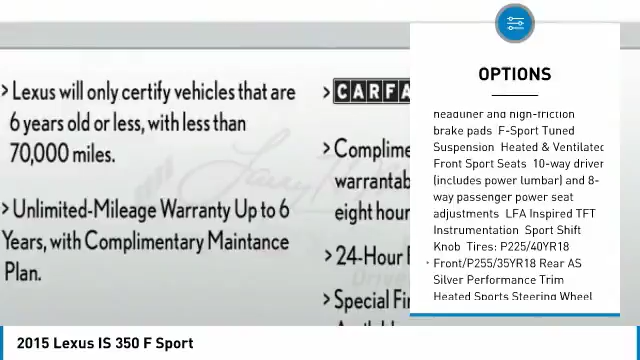 > Lexus will only certify vehicles that are
6 years old or less, with less than
70,000 miles.
> Unlimited-Mileage Warranty Up to 6
Years, with Complimentary Maintance
Plan.
> CARFA
> Complime
warrantab
eight hour
> 24-Hour
> Special Fi
OPTIONS
headliner and high-friction
brake pads F-Sport Tuned
Suspension Heated & Ventilated
Front Sport Seats 10-way driver
(includes power lumbar) and 8-
way passenger power seat
adjustments LFA Inspired TFT
Instrumentation Sport Shift
Knob Tires: P225/40YR18
Front/P255/35YR18 Rear AS
Silver Performance Trim
Heated Sports Steering Wheel
2015 Lexus IS 350 F Sport